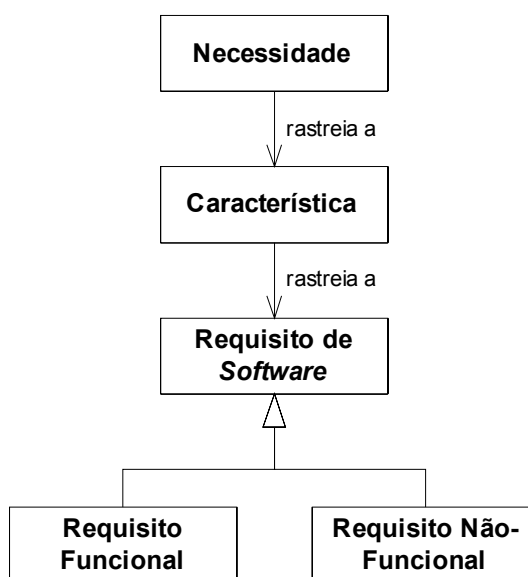 Necessidade
rastreia a
Característica
rastreia a
Requisito de
Software
Requisito
Funcional
Requisito Não-
Funcional